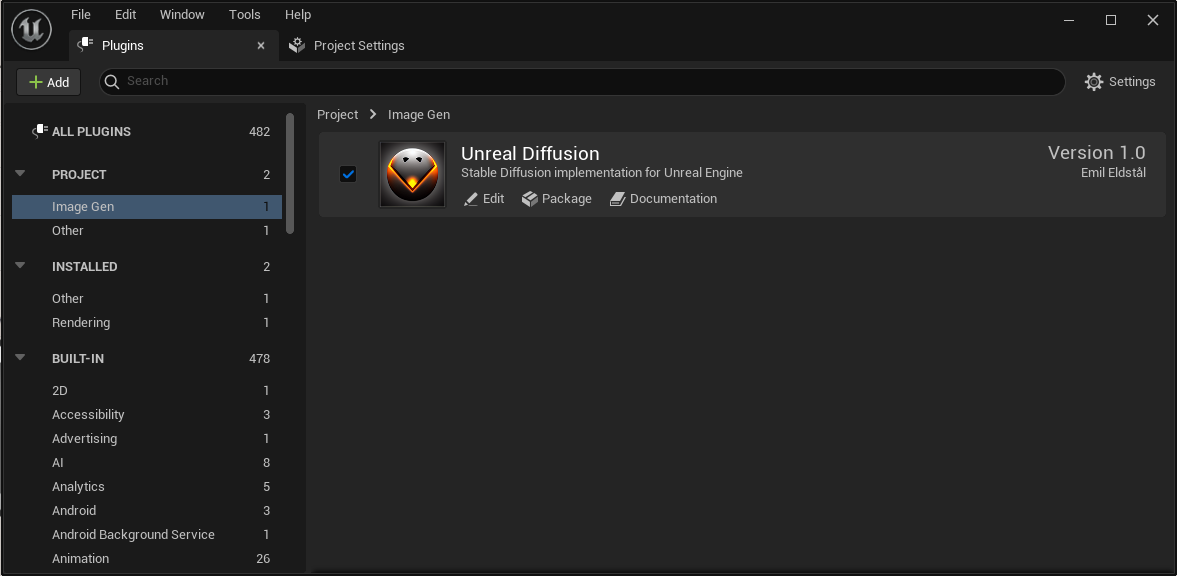 File Edit Window Tools Help
Plugins Project Settings
Add Search Settings
ALL PLUGINS 482
PROJECT 2
Image Gen 1
Other 1
INSTALLED 2
Other 1
Rendering 1
BUILT-IN 478
2D 1
Accessibility 3
Advertising 1
AI 8
Analytics 5
Android 3
Android Background Service 1
Animation 26
Project Image Gen
Unreal Diffusion Version 1.0
Stable Diffusion implementation for Unreal Engine Emil Eldstål
Edit Package Documentation